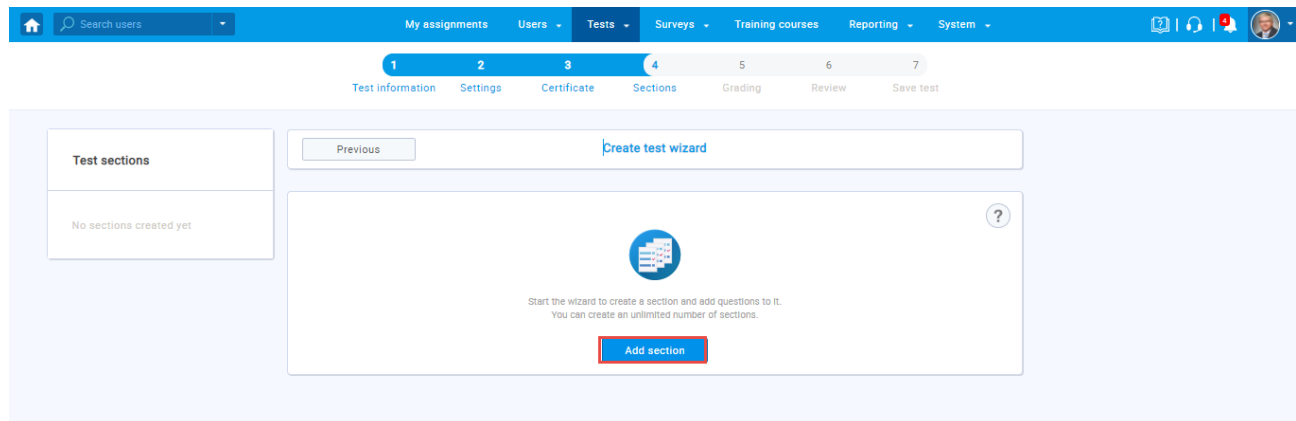 Search users
My assignments Users Tests Surveys Training courses Reporting System
4
1 2 3 4 5 6 7
Test information Settings Certificate Sections Grading Review Save test
Test sections
No sections created yet
Previous
Create test wizard
?
Start the wizard to create a section and add questions to it.
You can create an unlimited number of sections.
Add section